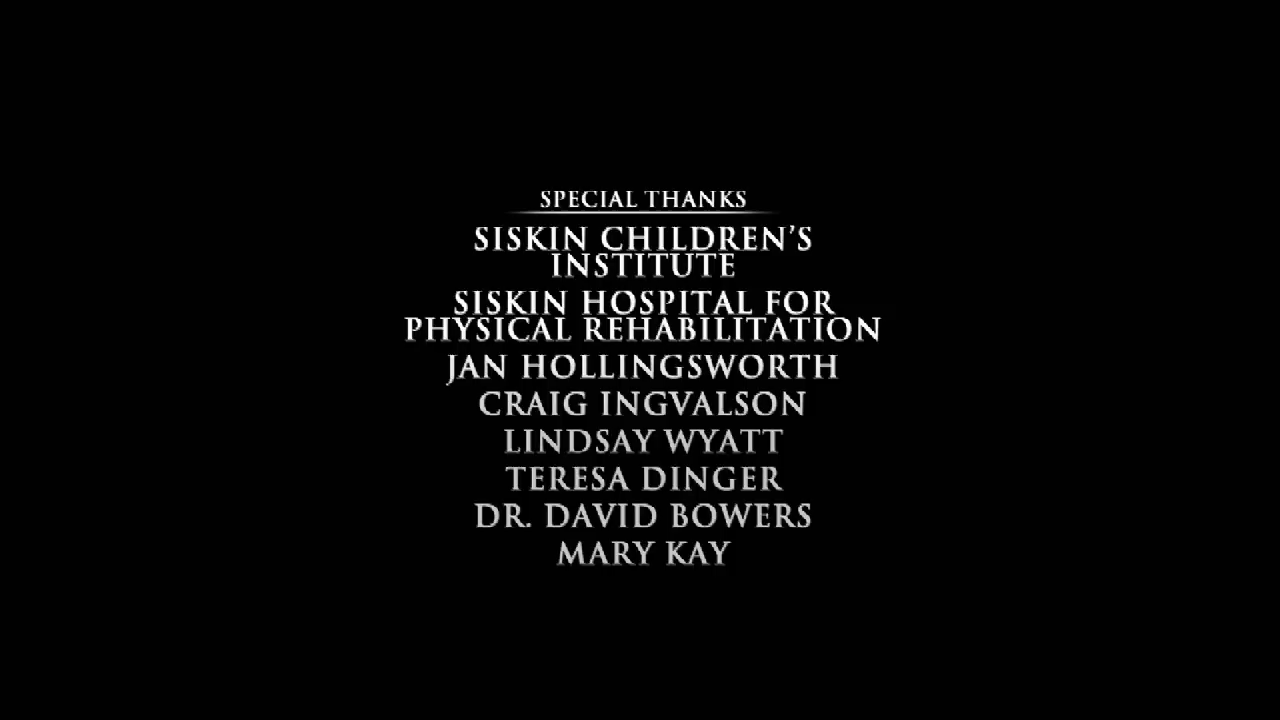 SPECIAL THANKS
SISKIN CHILDREN'S
INSTITUTE
SISKIN HOSPITAL FOR
PHYSICAL REHABILITATION
JAN HOLLINGSWORTH
CRAIG INGVALSON
LINDSAY WYATT
TERESA DINGER
DR. DAVID BOWERS
MARY KAY